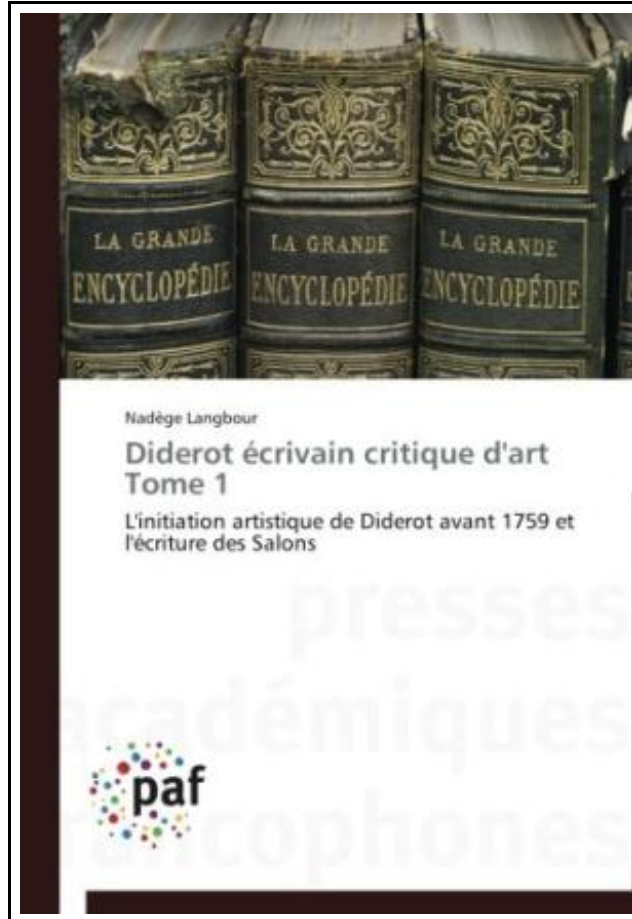 LA GRANDE
ENCYCLOPÉDIE
LA GRANDE
ENCYCLOPÉDIE
LA GRANDE
ENCYCLOPÉDIE
Nadège Langbour
Diderot écrivain critique d'art
Tome 1
L'initiation artistique de Diderot avant 1759 et
l'écriture des Salons
presses
académiques
francophones
paf